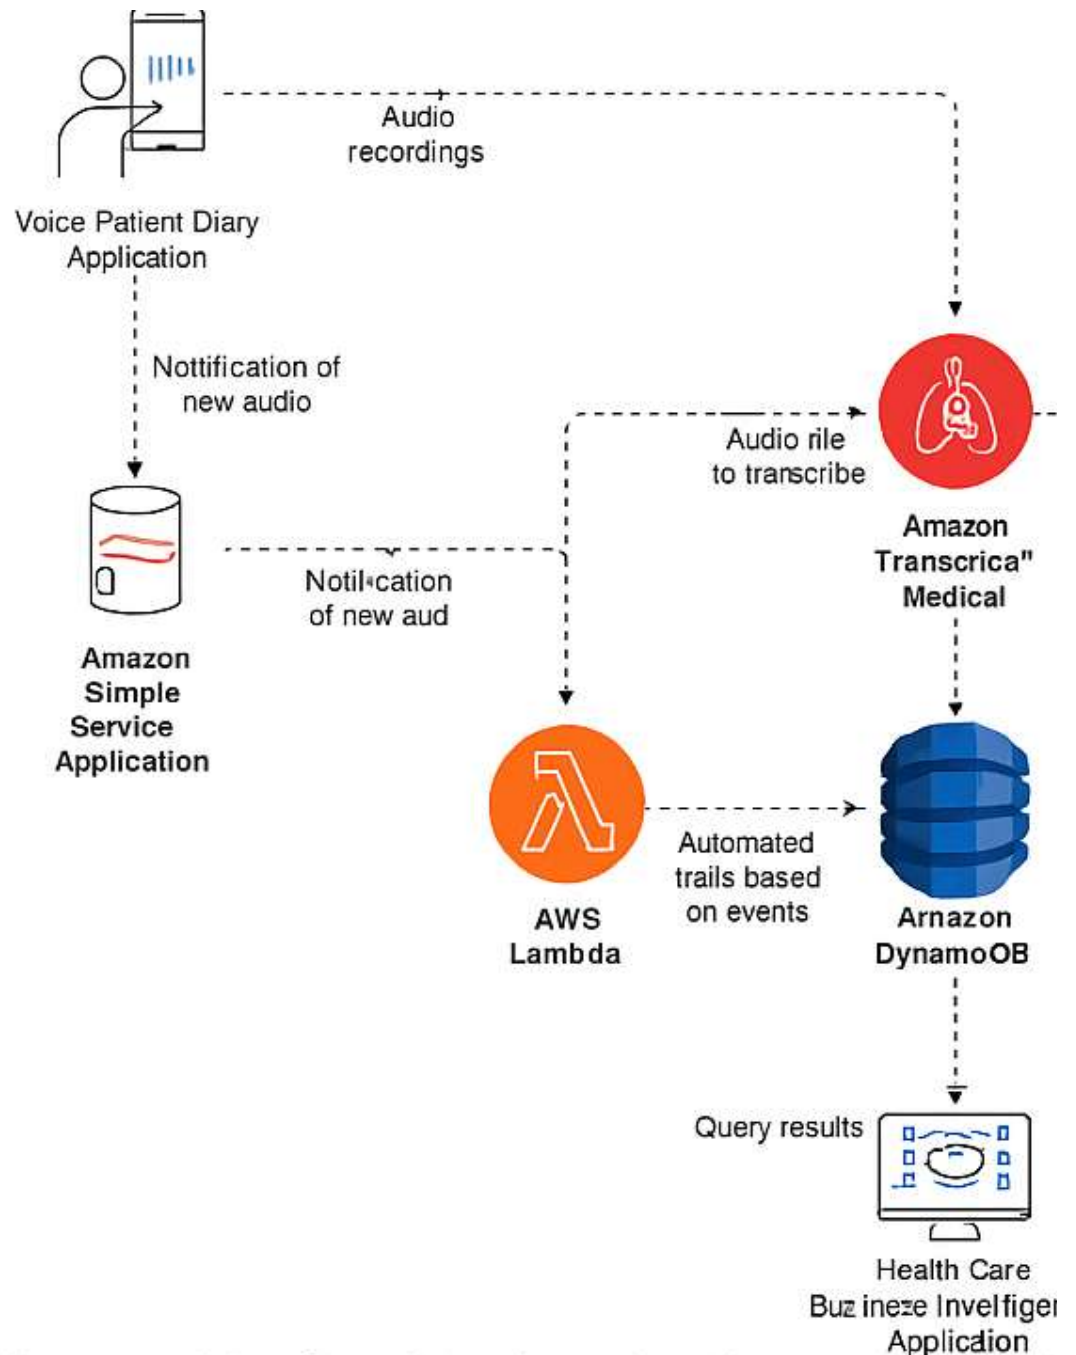 Audio
recordings
Voice Patient Diary
Application
Nottification of
new audio
Audio rile
to transcribe
Amazon
Transcrica"
Medical
Notil‹cation
of new aud
Amazon
Simple
Service
Application
Automated
trails based
on events
AWS
Lambda
Arnazon
DynamoOB
Query results
Health Care
Buzineze Invelfiger
Application